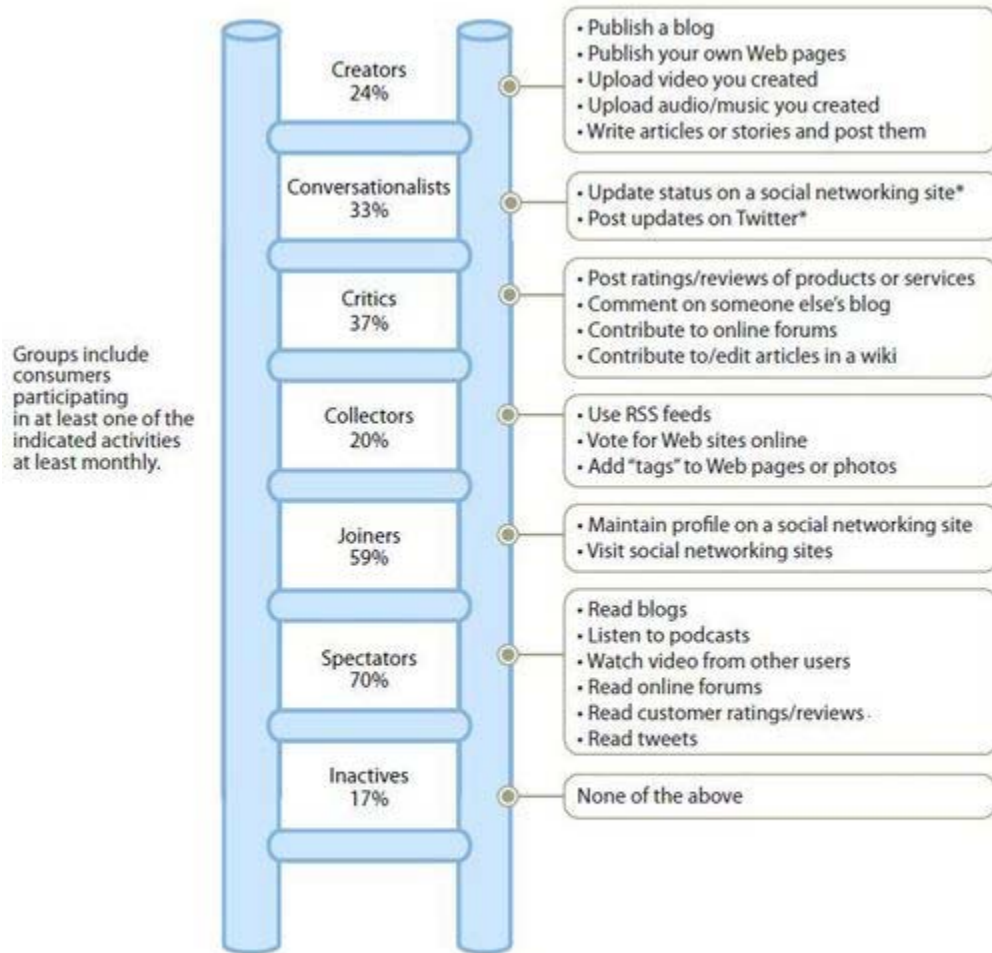 Creators
24%
• Publish a blog
• Publish your own Web pages
• Upload video you created
• Upload audio/music you created
• Write articles or stories and post them
Conversationalists
33%
• Update status on a social networking site*
• Post updates on Twitter*
Critics
37%
• Post ratings/reviews of products or services
• Comment on someone else's blog
• Contribute to online forums
• Contribute to/edit articles in a wiki
Groups include
consumers
participating
in at least one of the
indicated activities
at least monthly.
Collectors
20%
• Use RSS feeds
• Vote for Web sites online
• Add "tags" to Web pages or photos
Joiners
59%
• Maintain profile on a social networking site
• Visit social networking sites
Spectators
70%
• Read blogs
• Listen to podcasts
• Watch video from other users
• Read online forums
• Read customer ratings/reviews
• Read tweets
Inactives
17%
None of the above